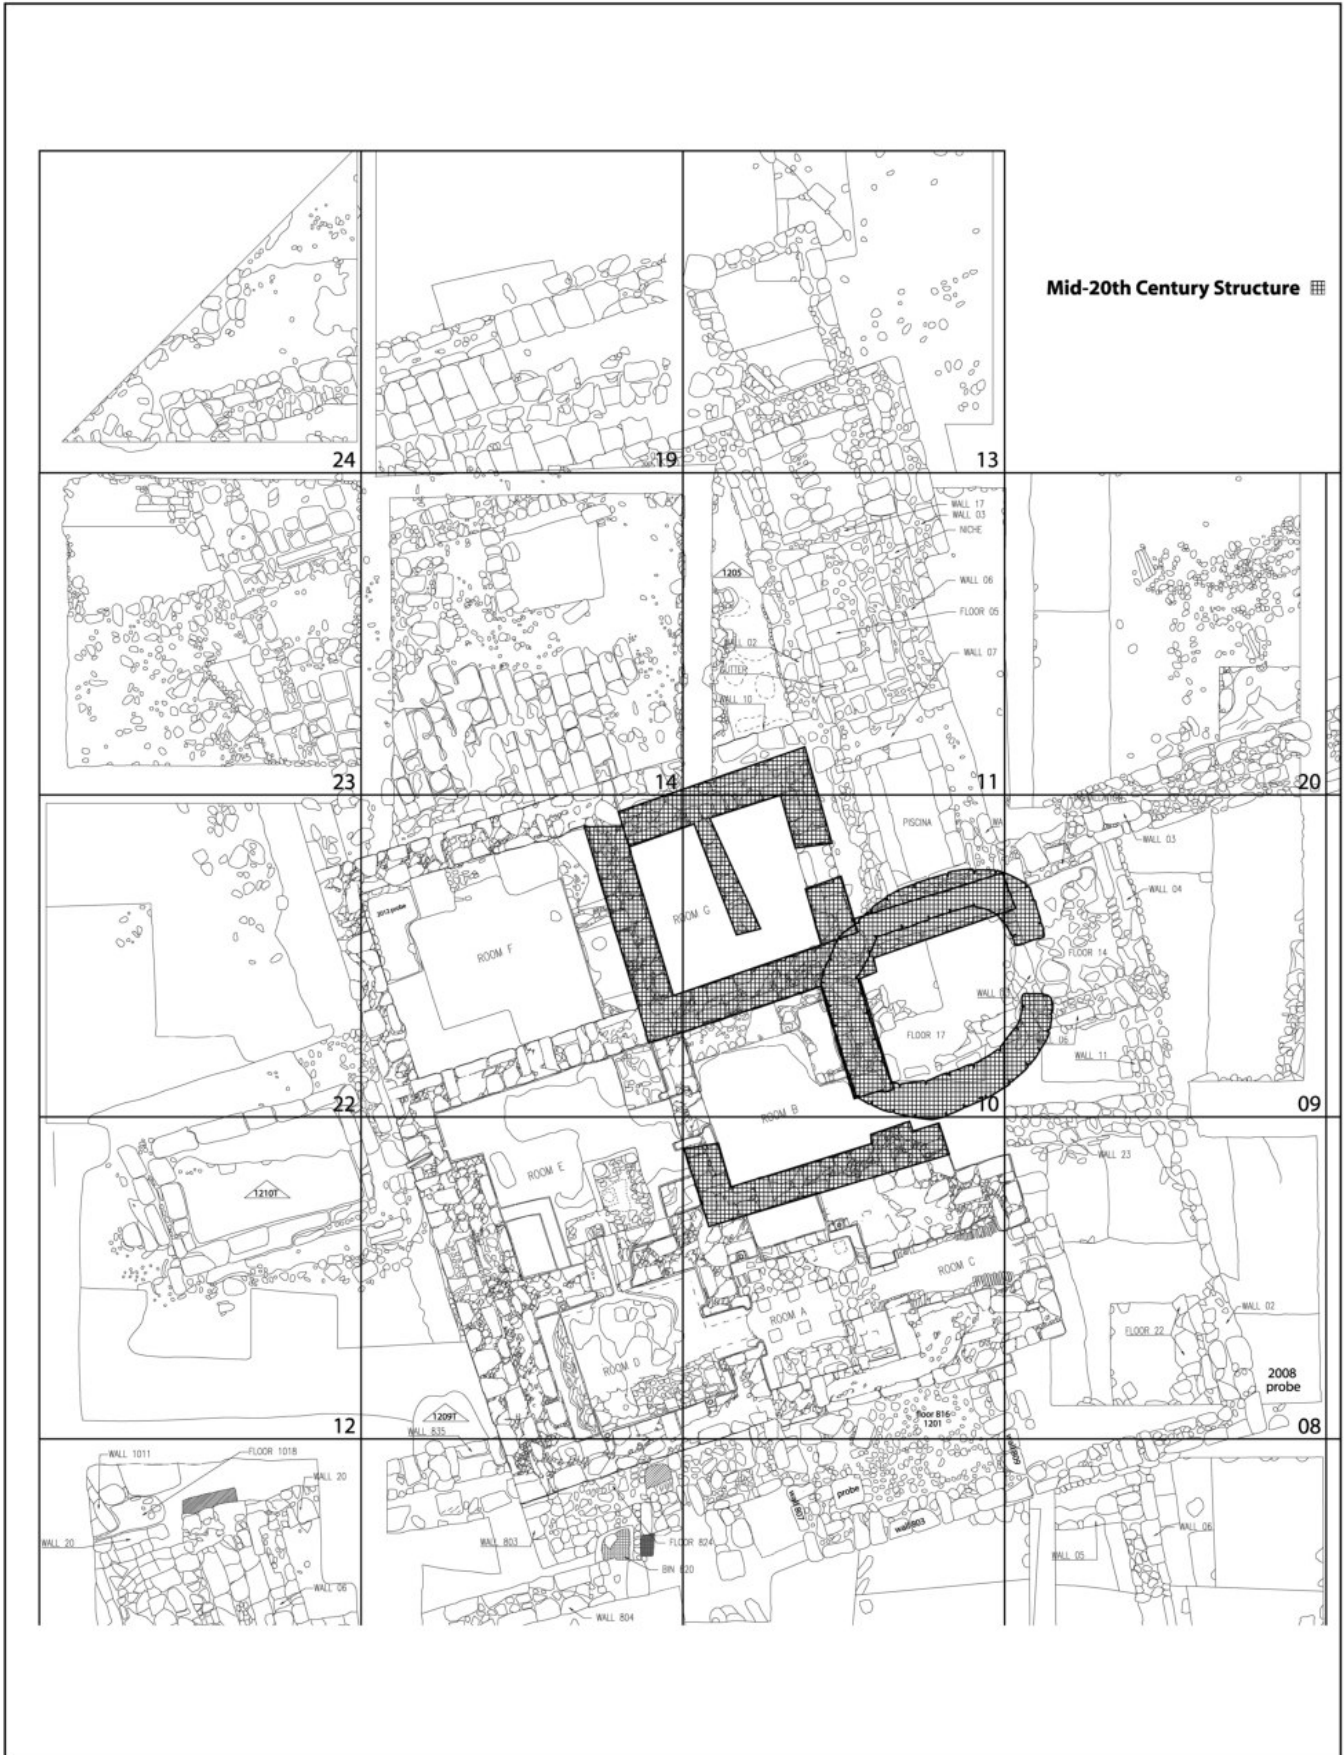 Mid-20th Century Structure
24
19
13
WALL 17
WALL 03
NICHE
1205
WALL 06
FLOOR 05
WALL 02
GUTTER
WALL 07
WALL 10
23
14
11
20
PISCINA
WALL 03
2012 probe
WALL 04
ROOM G
ROOM F
FLOOR 14
FLOOR 17
06
WALL 11
22
10
09
ROOM B
WALL 23
ROOM E
1210T
ROOM C
ROOM A
WALL 02
FLOOR 22
ROOM D
2008
probe
1209T
floor 816
1201
12
WALL 835
08
WALL 1011
FLOOR 1018
WALL 20
probe
wall 807
wall803
WALL 20
WALL 803
FLOOR 824
WALL 06
WALL 05
BIN 820
WALL 06
WALL 804